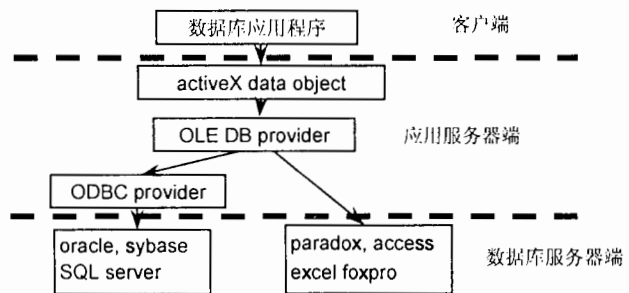 数据库应用程序
客户端
activeX data object
OLE DB provider
应用服务器端
ODBC provider
oracle, sybase
SQL server
paradox, access
excel foxpro
数据库服务器端